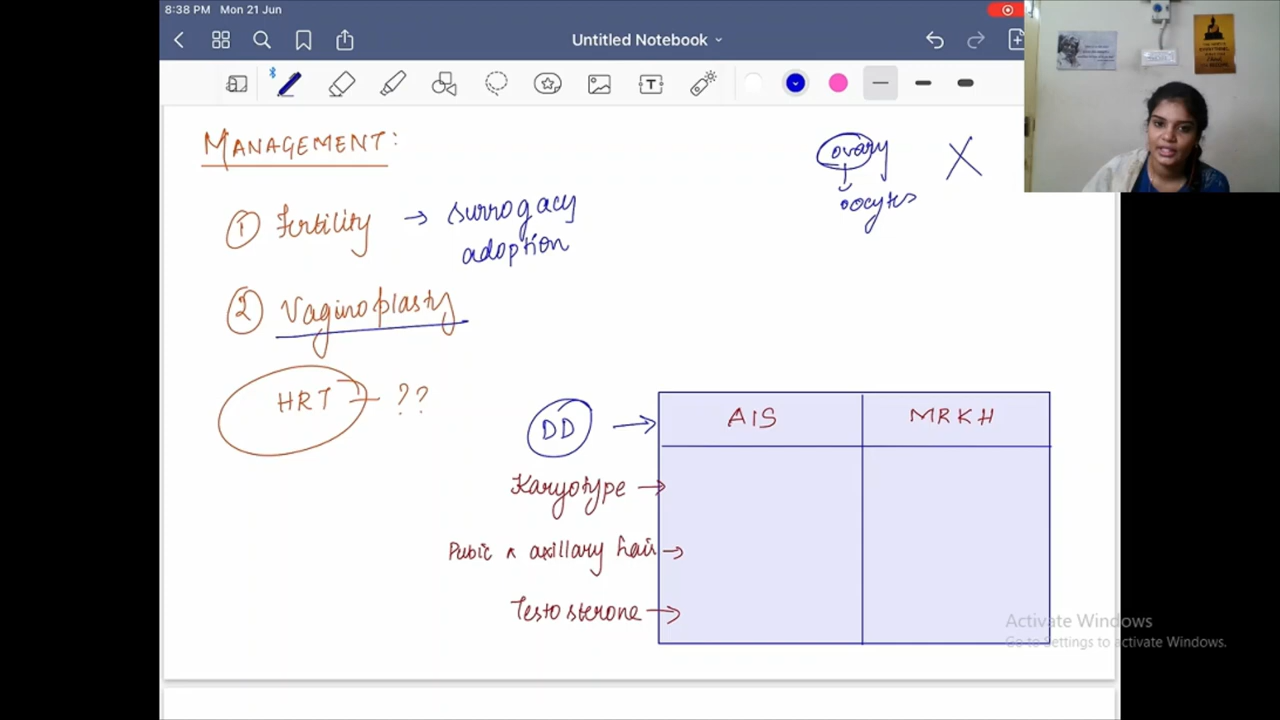 8:38 PM Mon 21 Jun
Untitled Notebook
MANAGEMENT:
① Fertility → surrogacy
adoption
ovary X
oocytes
② Vaginoplasty
HRT - ??
DD →
AIS MRKH
Karyotype →
Pubic & axillary hair →
Testosterone →
Activate Windows
Go to Settings to activate Windows.